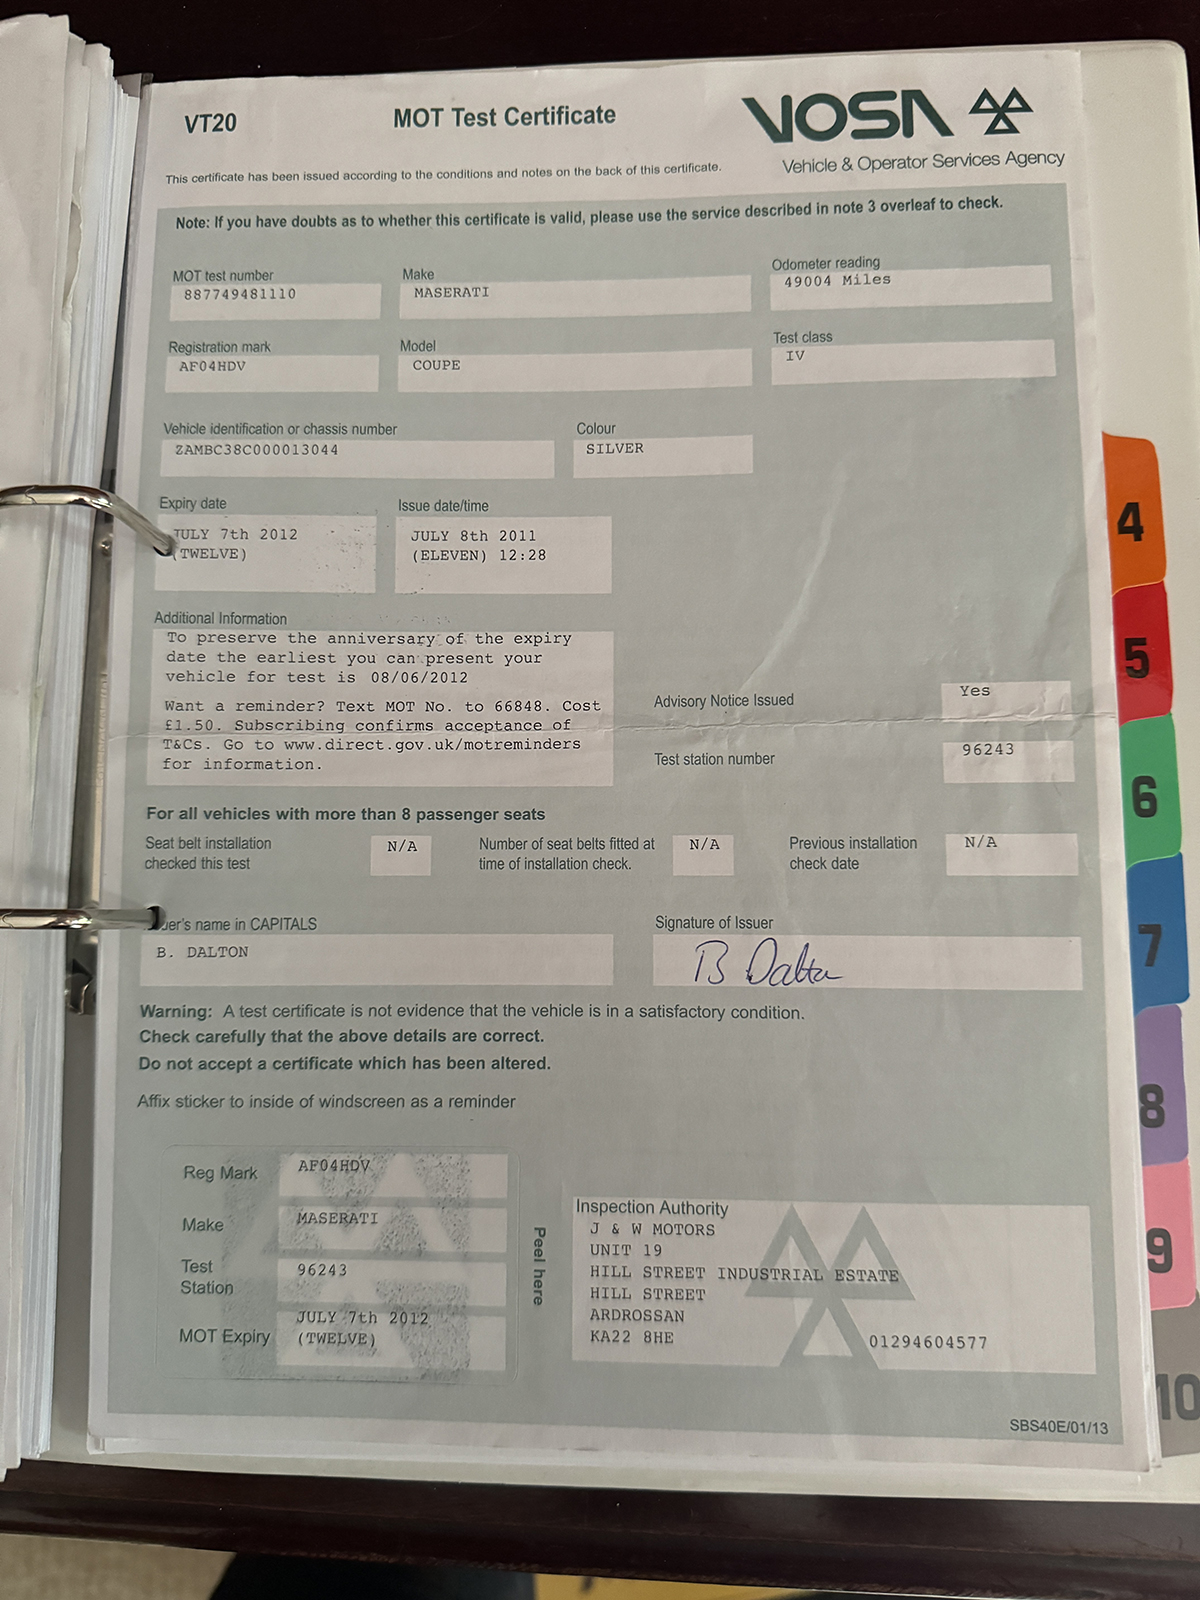 VT20
MOT Test Certificate
VOSA
Vehicle & Operator Services Agency
This certificate has been issued according to the conditions and notes on the back of this certificate.
Note: If you have doubts as to whether this certificate is valid, please use the service described in note 3 overleaf to check.
MOT test number
887749481110
Make
MASERATI
Odometer reading
49004 Miles
Registration mark
AF04HDV
Model
COUPE
Test class
IV
Vehicle identification or chassis number
ZAMBC38C000013044
Colour
SILVER
Expiry date
JULY 7th 2012
(TWELVE)
Issue date/time
JULY 8th 2011
(ELEVEN) 12:28
Additional Information
To preserve the anniversary of the expiry
date the earliest you can present your
vehicle for test is 08/06/2012
Want a reminder? Text MOT No. to 66848. Cost
£1.50. Subscribing confirms acceptance of
T&Cs. Go to www.direct.gov.uk/motreminders
for information.
Advisory Notice Issued
Yes
Test station number
96243
For all vehicles with more than 8 passenger seats
Seat belt installation
checked this test
N/A
Number of seat belts fitted at
time of installation check.
N/A
Previous installation
check date
N/A
uer's name in CAPITALS
B. DALTON
Signature of Issuer
B Dalton
Warning: A test certificate is not evidence that the vehicle is in a satisfactory condition.
Check carefully that the above details are correct.
Do not accept a certificate which has been altered.
Affix sticker to inside of windscreen as a reminder
Reg Mark
AF04HDV
Make
MASERATI
Test
Station
96243
MOT Expiry
JULY 7th 2012
(TWELVE)
Peel here
Inspection Authority
J & W MOTORS
UNIT 19
HILL STREET INDUSTRIAL ESTATE
HILL STREET
ARDROSSAN
KA22 8HE
01294604577
SBS40E/01/13
4
5
6
7
8
9
10